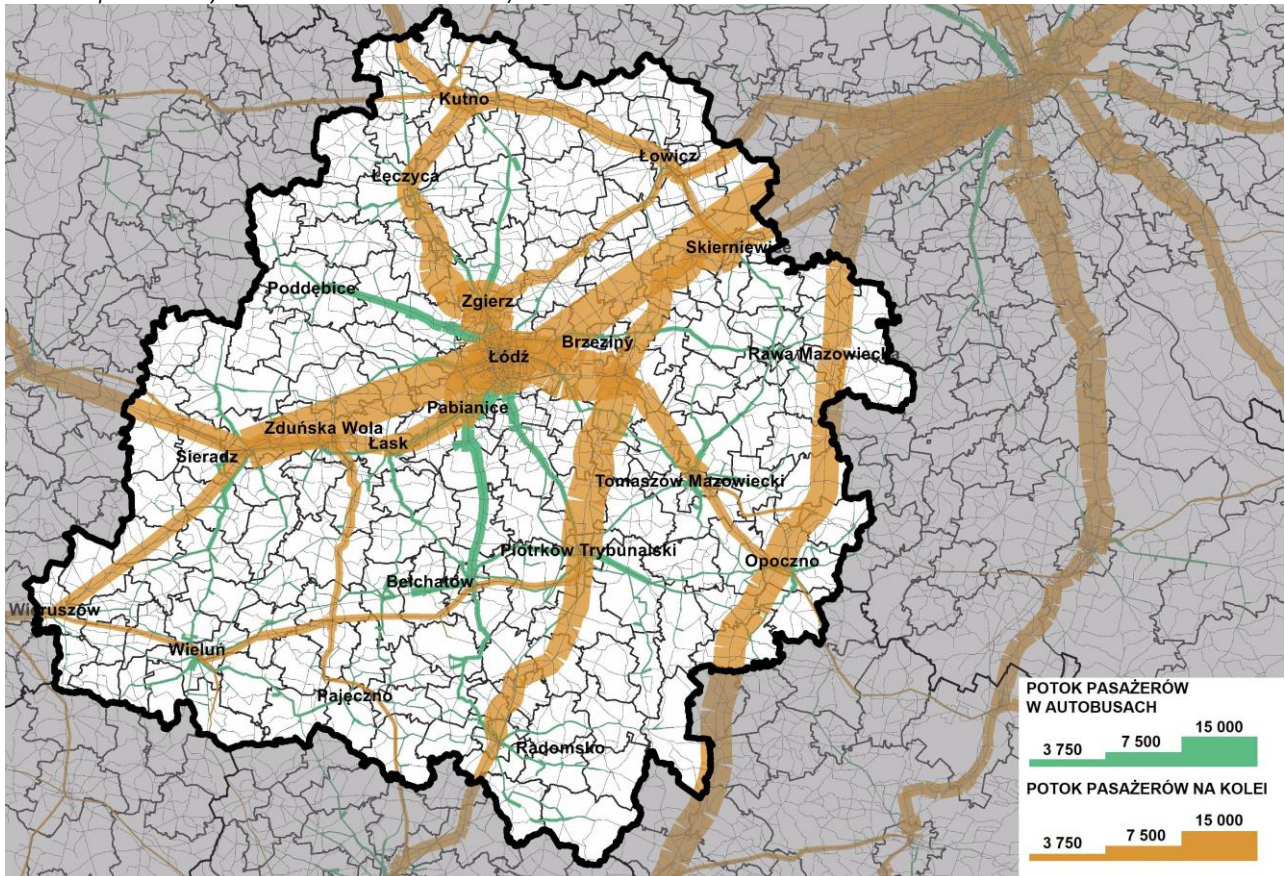 Kutno
Łowicz
Łęczyca
Skierniewice
Poddębice
Zgierz
Brzeziny
Łódź
Rawa Mazowiecka
Pabianice
Zduńska Wola
Łask
Sieradz
Tomaszów Mazowiecki
Piotrków Trybunalski
Opoczno
Bełchatów
Wieruszów
Wieluń
Pajęczno
Radomsko
POTOK PASAŻERÓW
W AUTOBUSACH
3 750 7 500 15 000
POTOK PASAŻERÓW NA KOLEI
3 750 7 500 15 000